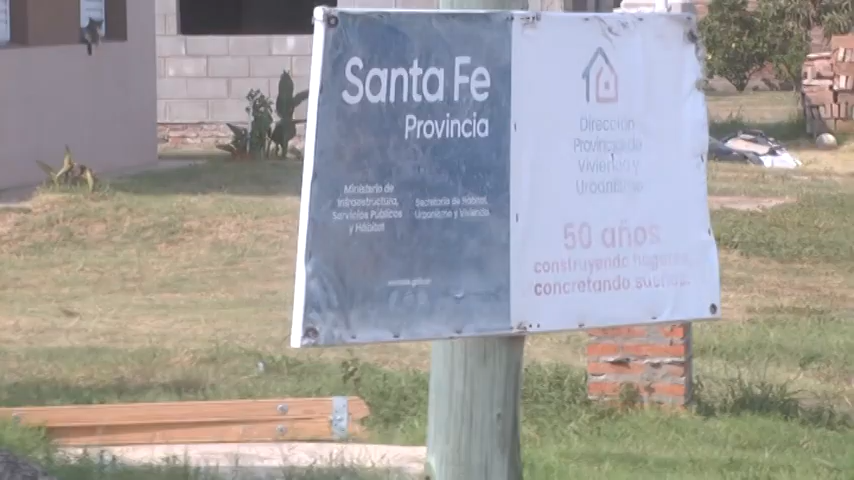 Santa Fe
Provincia
Ministerio de
Infraestructura,
Servicios Públicos
y Hábitat
Secretaría de Hábitat,
Urbanismo y Vivienda
Dirección
Provincial de
Vivienda y
Urbanismo
50 años
construyendo hogares,
concretando sueños.